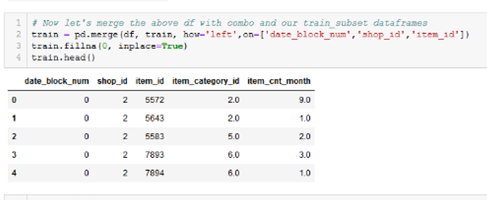 1 # Now let's merge the above df with combo and our train_subset dataframes
2 train = pd.merge(df, train, how='left',on=['date_block_num','shop_id','item_id'])
3 train.fillna(0, inplace=True)
4 train.head()
date_block_num shop_id item_id item_category_id item_cnt_month
0 0 2 5572 2.0 9.0
1 0 2 5643 2.0 1.0
2 0 2 5583 5.0 2.0
3 0 2 7893 6.0 3.0
4 0 2 7894 6.0 1.0